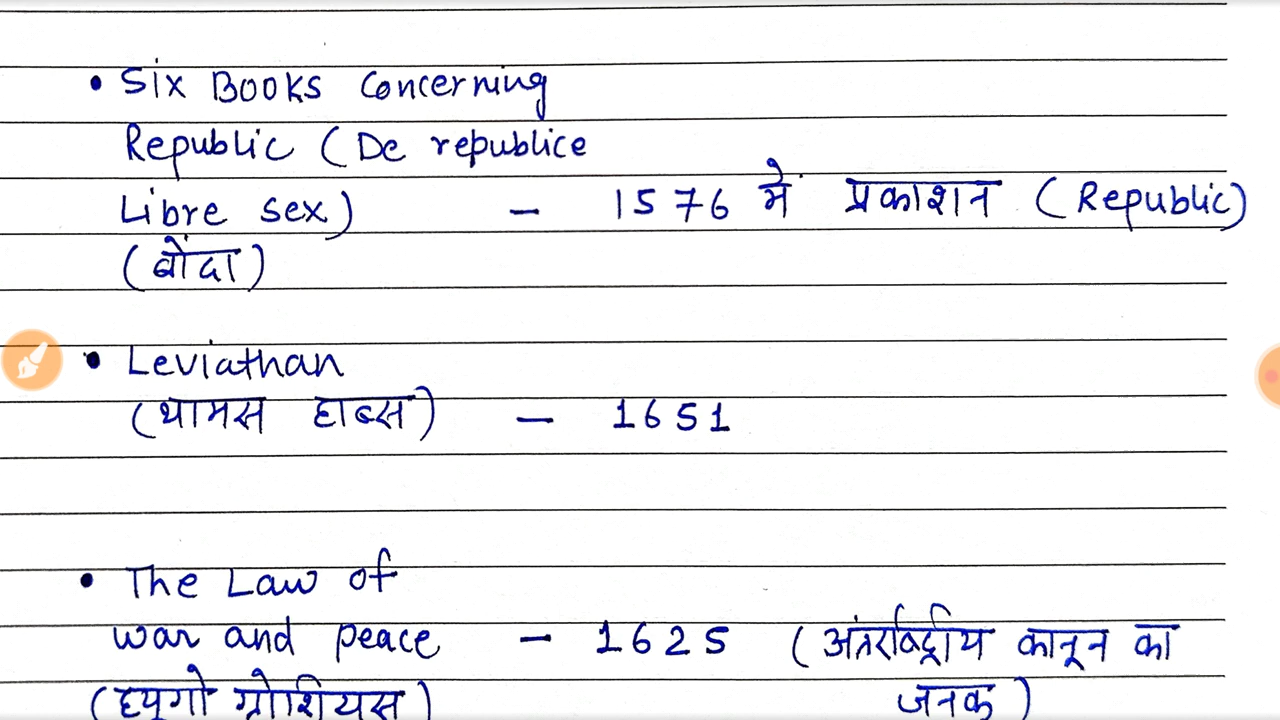 • Six Books Concerning
Republic (De republice
Libre sex) - 1576 में प्रकाशन (Republic)
(बोंदा)
• Leviathan
(थामस हाब्स) - 1651
• The Law of
war and peace - 1625 (अंतर्राष्ट्रीय कानून का
(ह्यूगो ग्रोशियस) जनक)